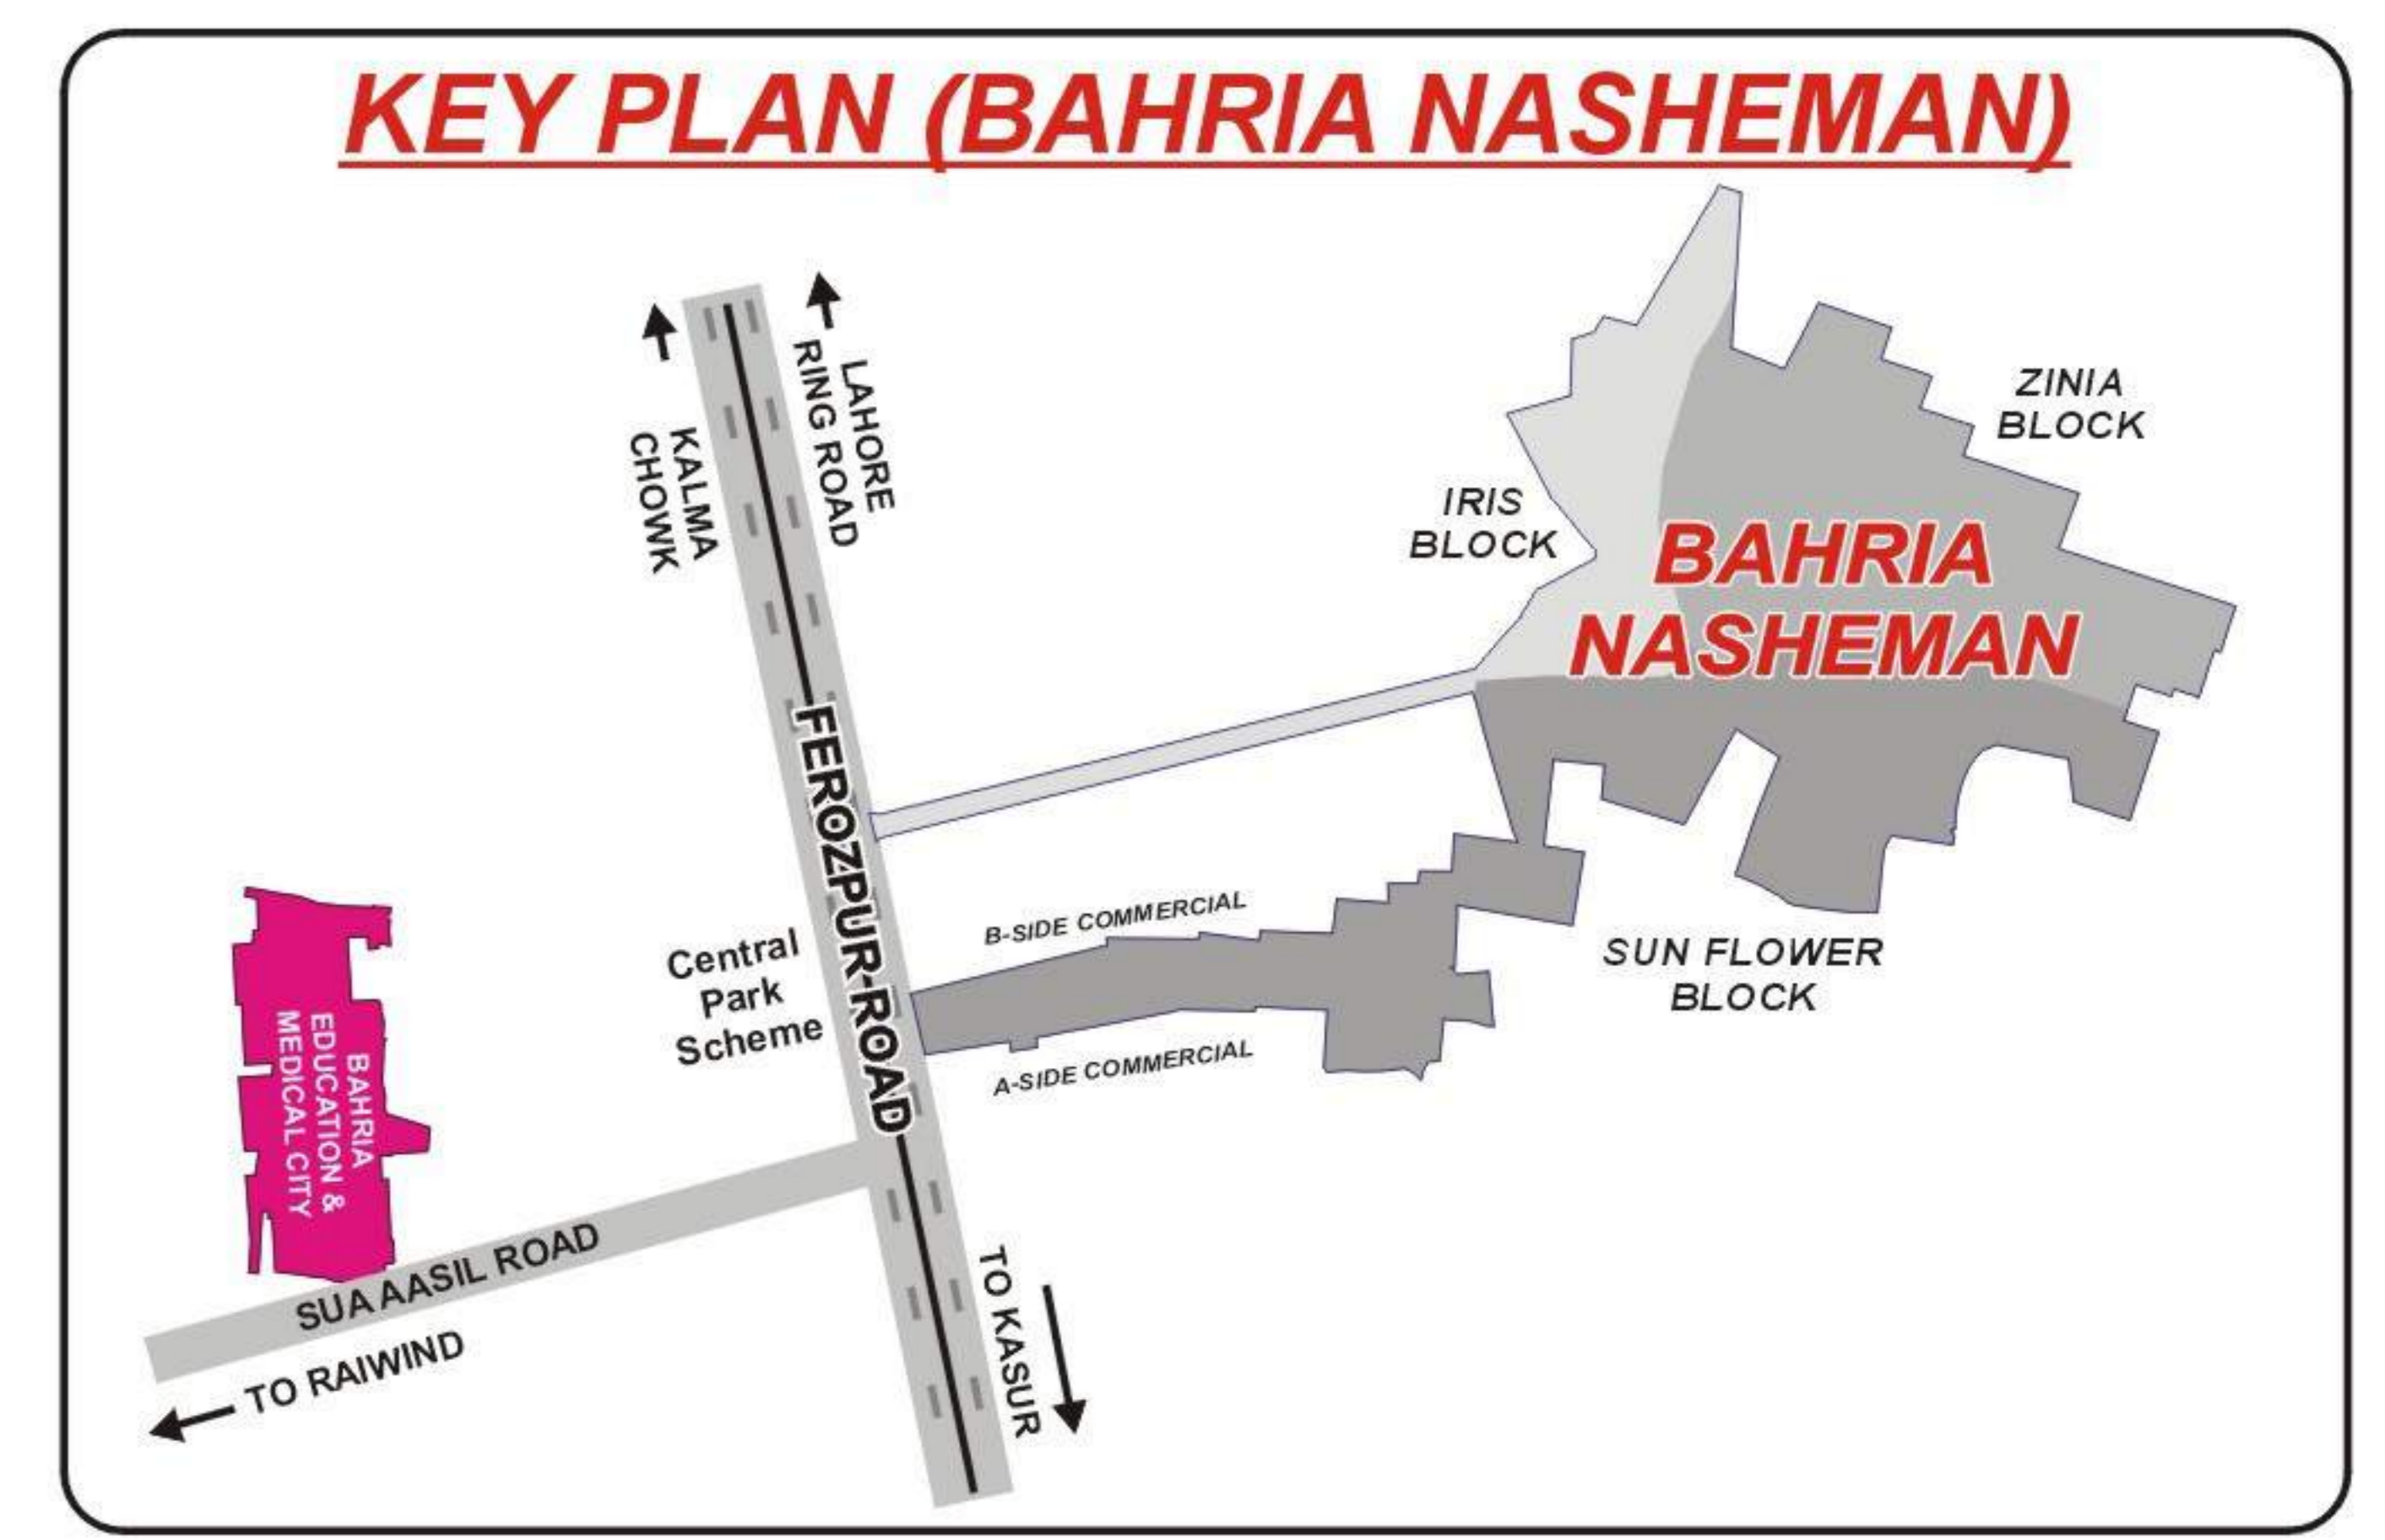 KEY PLAN (BAHRIA NASHEMAN)
LAHORE
RING ROAD
KALMA
CHOWK
ZINIA
BLOCK
IRIS
BLOCK
BAHRIA
NASHEMAN
FEROZPUR-ROAD
B-SIDE COMMERCIAL
Central
Park
Scheme
SUN FLOWER
BLOCK
A-SIDE COMMERCIAL
BAHRIA
EDUCATION &
MEDICAL CITY
SUA AASIL ROAD
TO RAIWIND
TO KASUR